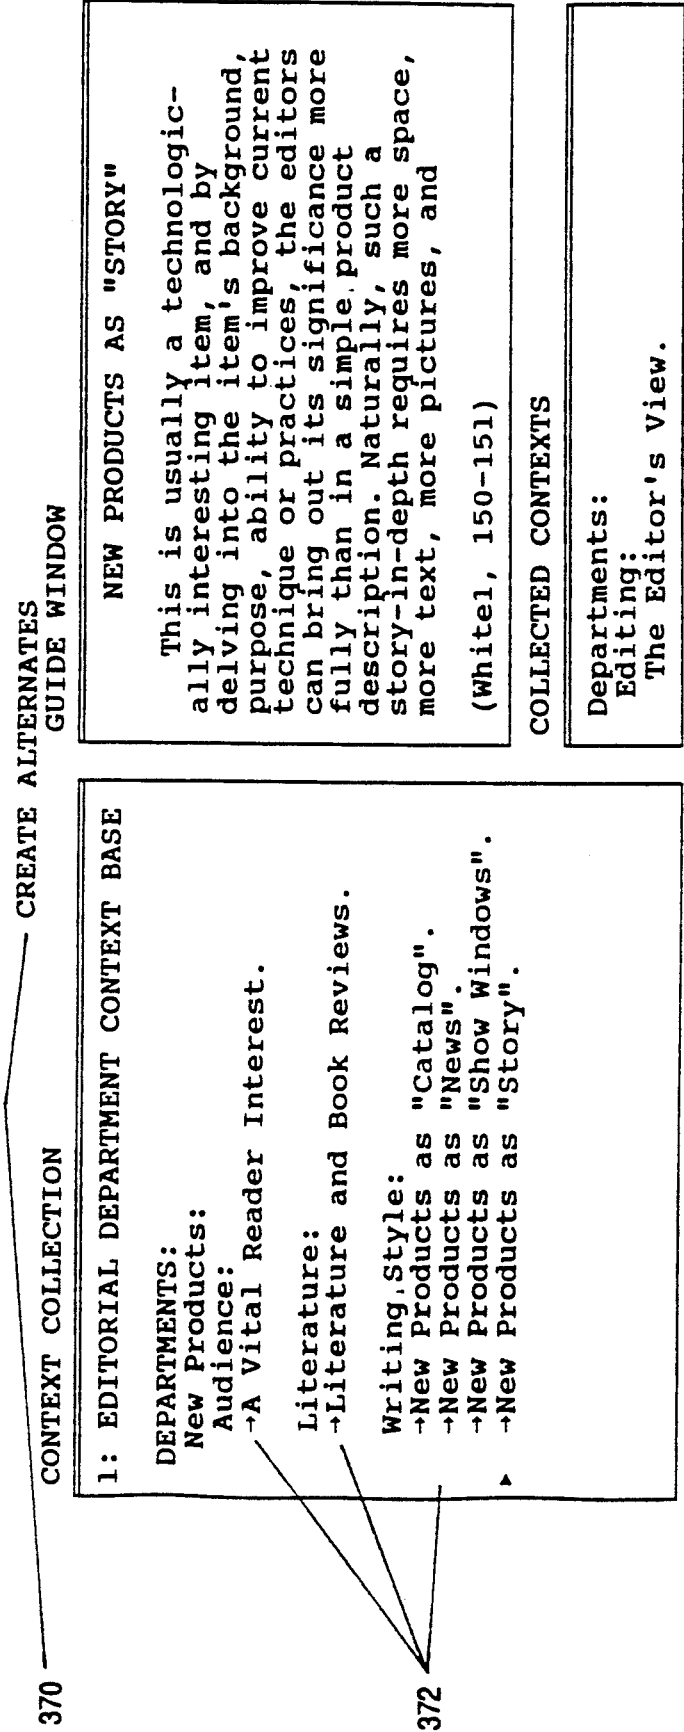 370
CREATE ALTERNATES
CONTEXT COLLECTION
1: EDITORIAL DEPARTMENT CONTEXT BASE
DEPARTMENTS:
New Products:
Audience:
→A Vital Reader Interest.
Literature:
→Literature and Book Reviews.
Writing Style:
→New Products as "Catalog".
→New Products as "News".
→New Products as "Show Windows".
▸ →New Products as "Story".
372
GUIDE WINDOW
NEW PRODUCTS AS "STORY"
This is usually a technologic-
ally interesting item, and by
delving into the item's background,
purpose, ability to improve current
technique or practices, the editors
can bring out its significance more
fully than in a simple product
description. Naturally, such a
story-in-depth requires more space,
more text, more pictures, and
(White1, 150-151)
COLLECTED CONTEXTS
Departments:
Editing:
The Editor's View.